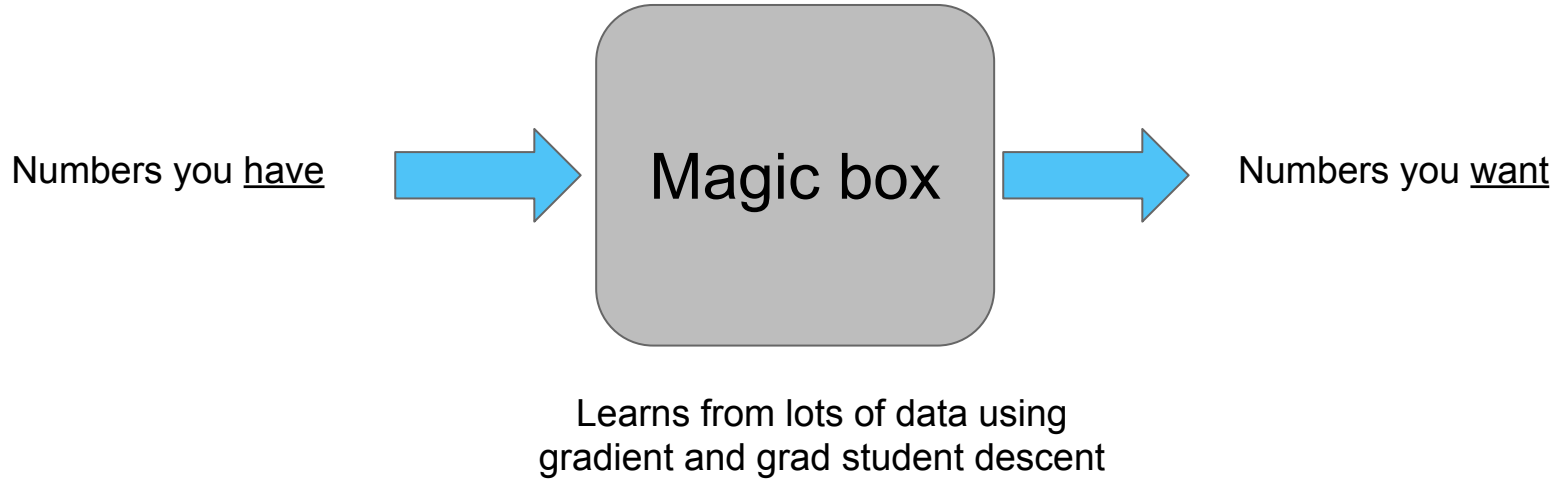 Numbers you have
Magic box
Numbers you want
Learns from lots of data using
gradient and grad student descent